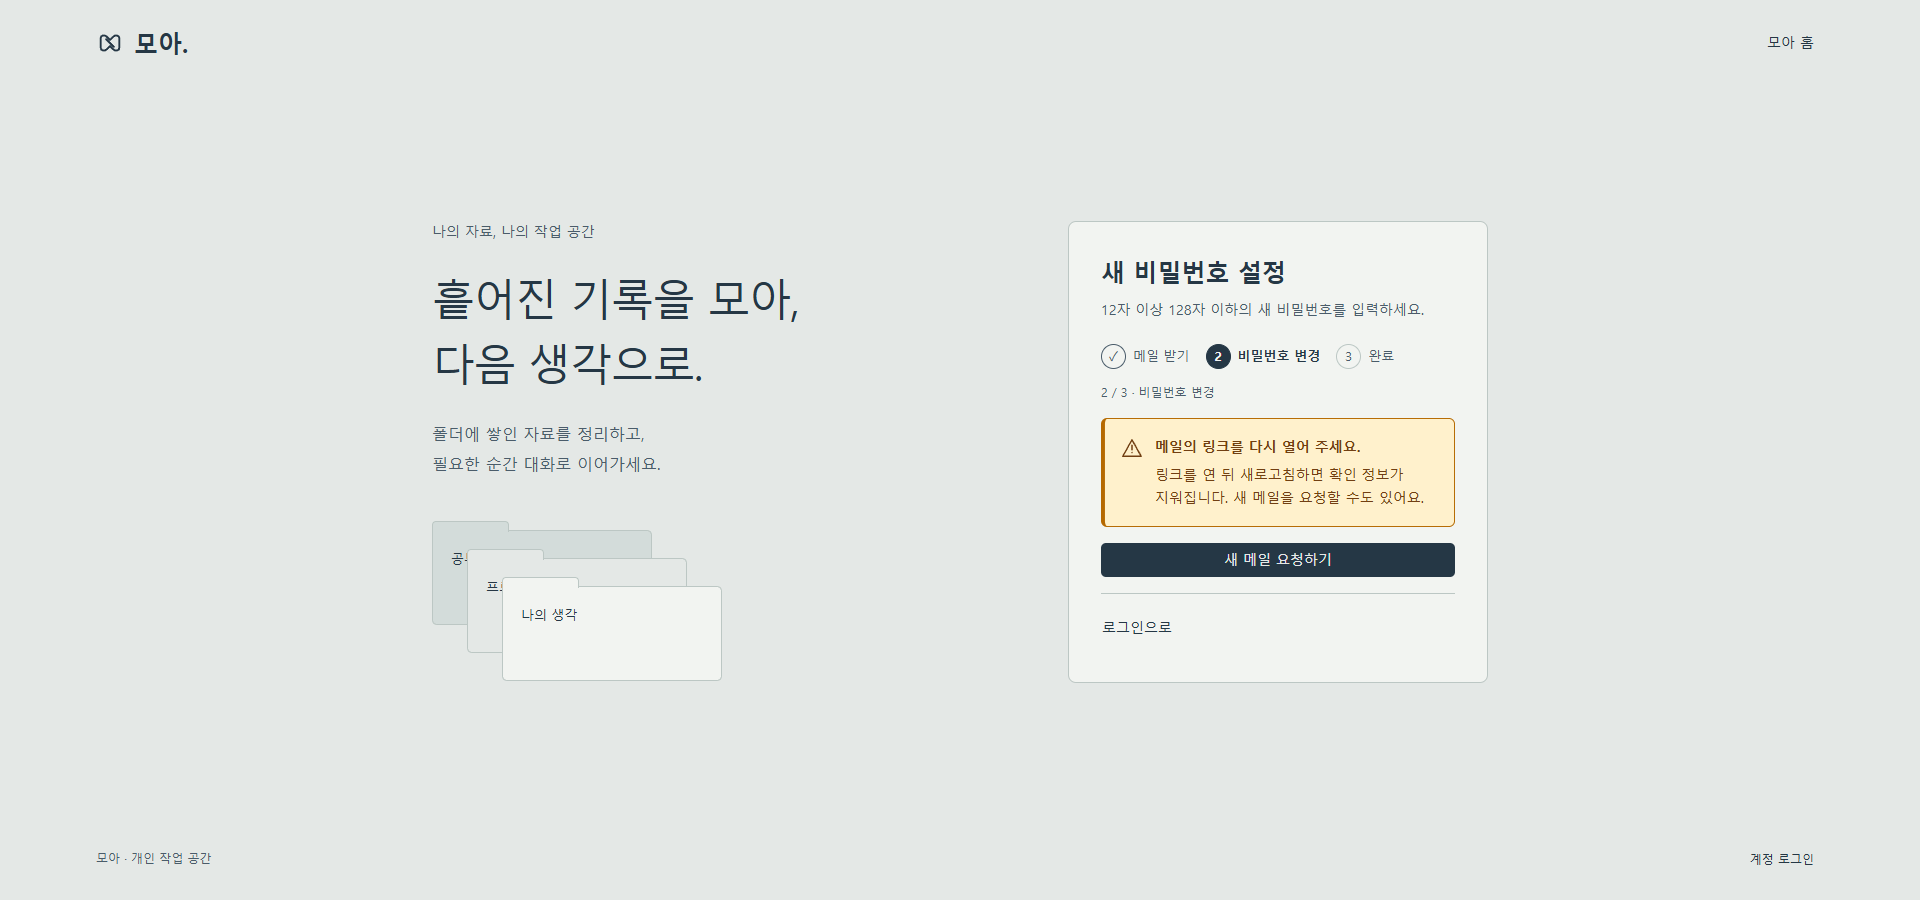 모아.
모아 홈
나의 자료, 나의 작업 공간
흩어진 기록을 모아,
다음 생각으로.
폴더에 쌓인 자료를 정리하고,
필요한 순간 대화로 이어가세요.
나의 생각
새 비밀번호 설정
12자 이상 128자 이하의 새 비밀번호를 입력하세요.
메일 받기 2 비밀번호 변경 3 완료
2 / 3 · 비밀번호 변경
메일의 링크를 다시 열어 주세요.
링크를 연 뒤 새로고침하면 확인 정보가
지워집니다. 새 메일을 요청할 수도 있어요.
새 메일 요청하기
로그인으로
모아 · 개인 작업 공간
계정 로그인